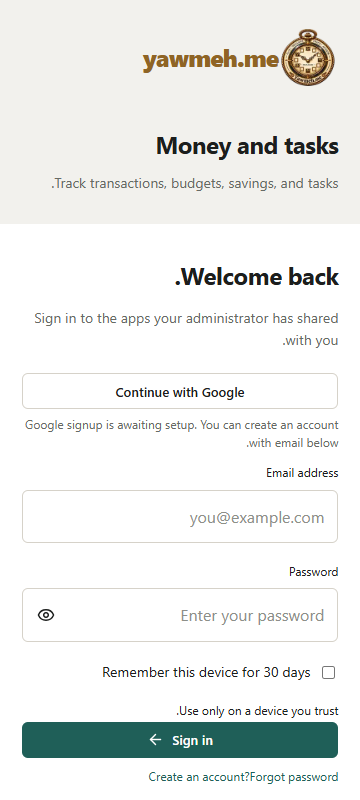 yawmeh.me
yawmeh.me
Money and tasks
Track transactions, budgets, savings, and tasks.
Welcome back.
Sign in to the apps your administrator has shared
with you.
Continue with Google
Google signup is awaiting setup. You can create an account
with email below.
Email address
you@example.com
Password
Enter your password
Remember this device for 30 days
Use only on a device you trust.
Sign in
Create an account?Forgot password